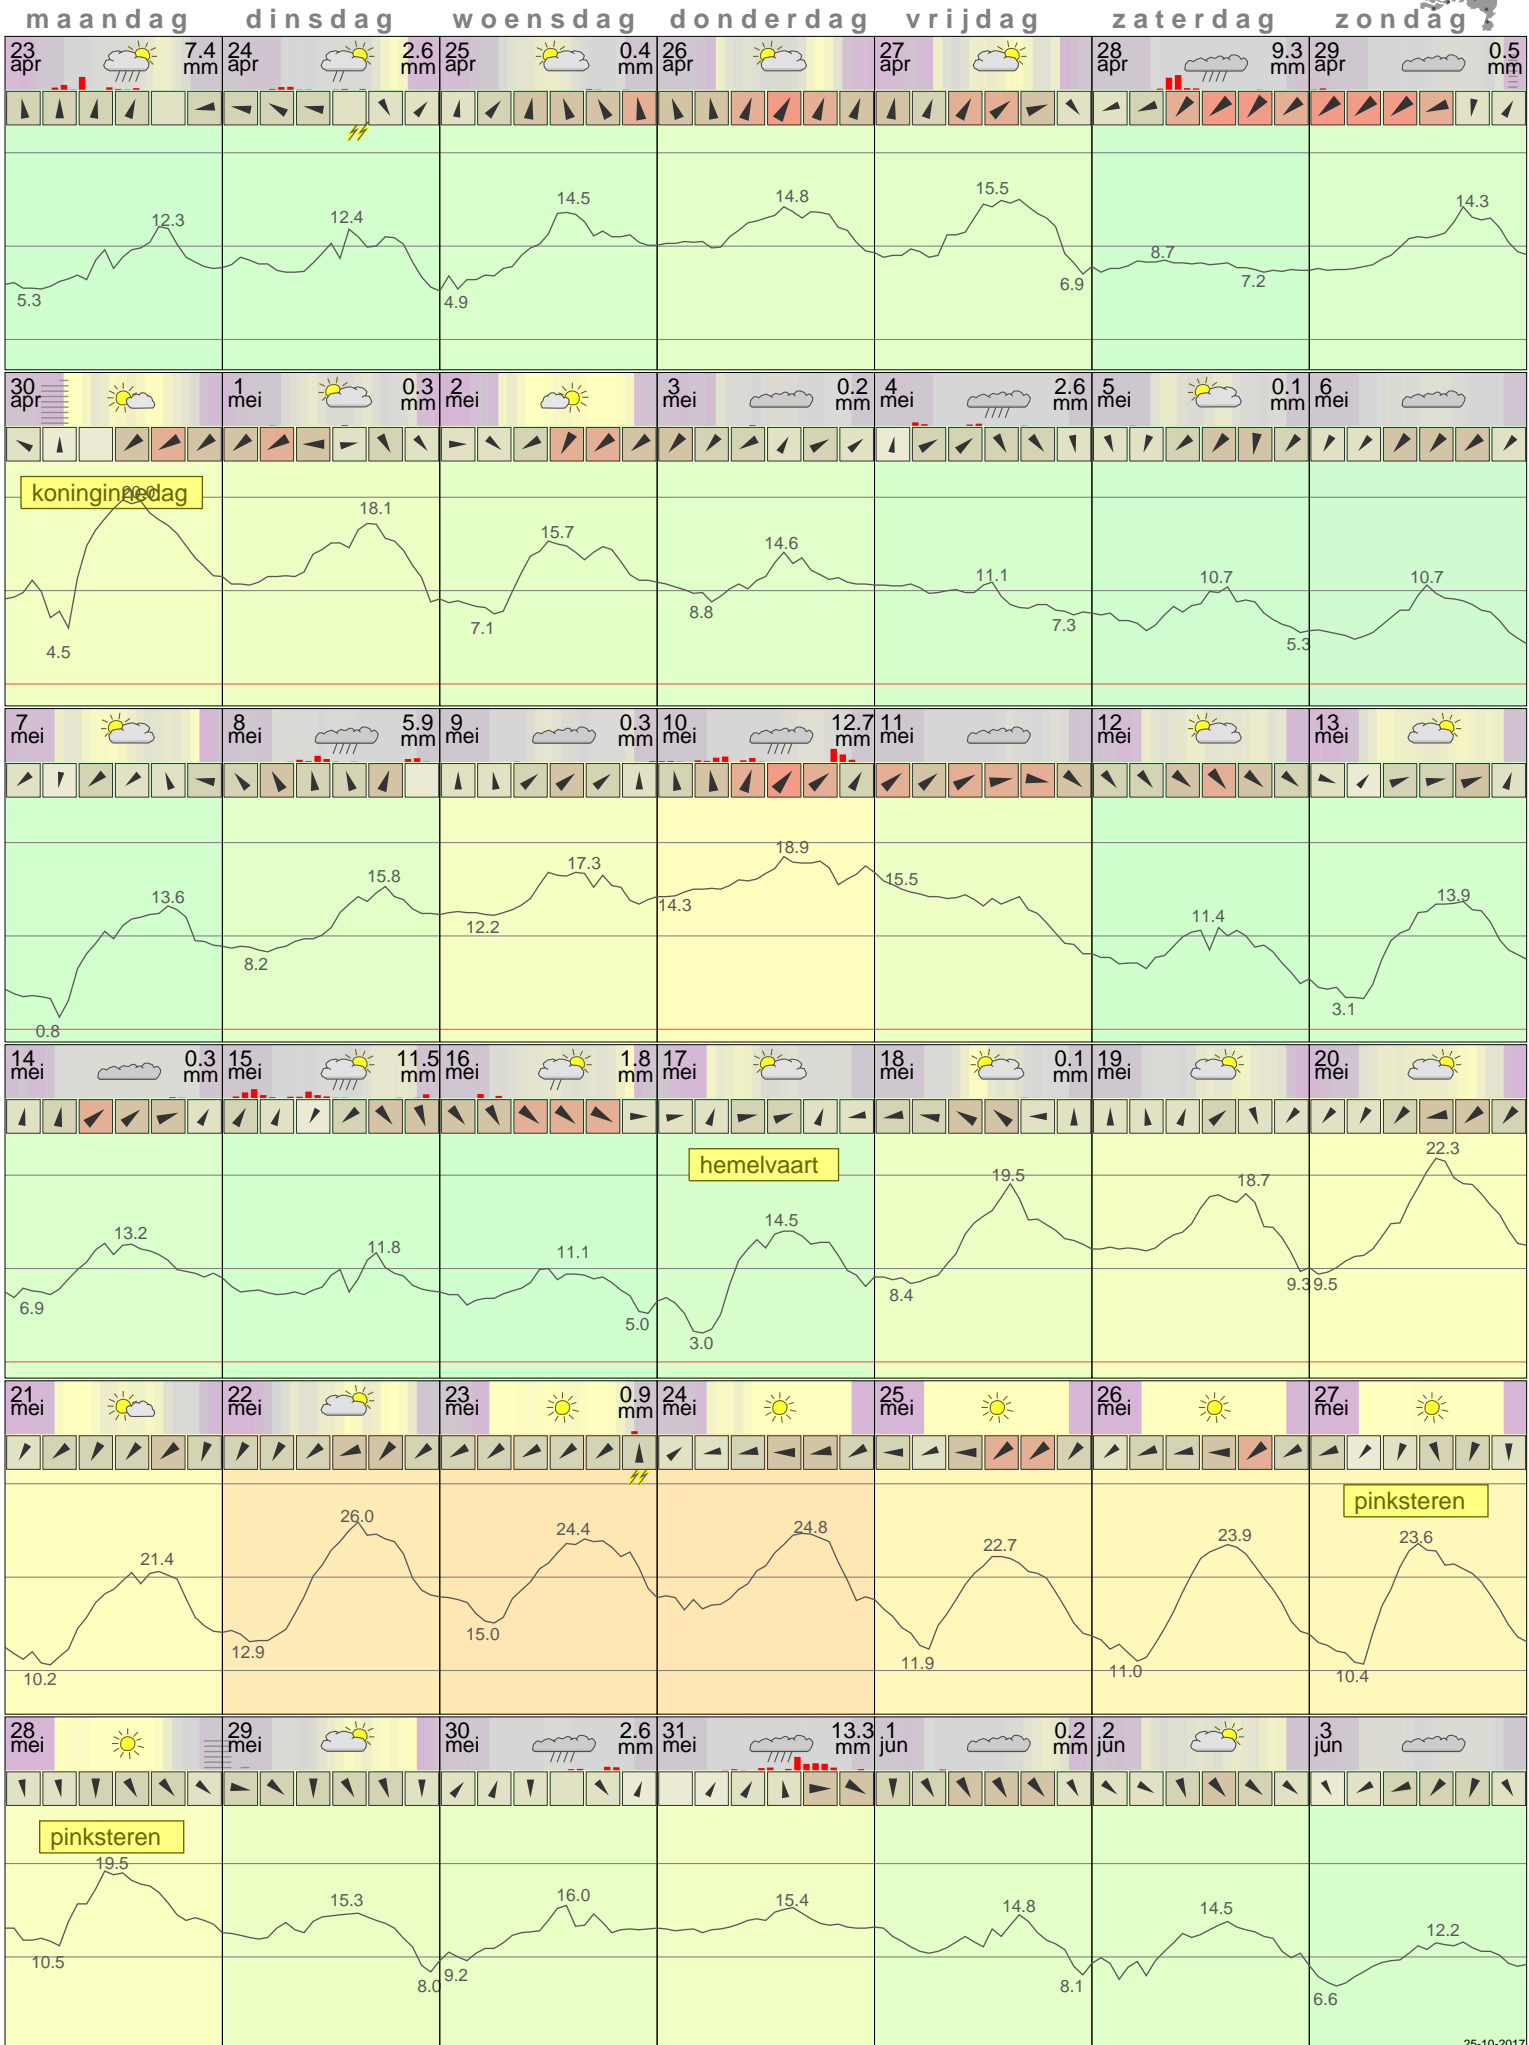 maandag dinsdag woensdag donderdag vrijdag zaterdag zondag
23 7.4 24 2.6 25 0.4 26 27 28 9.3 29 0.5
apr mm apr mm apr mm apr apr apr mm apr mm
15.5
14.5 14.8 14.3
12.3 12.4
8.7
5.3 4.9 6.9 7.2
30 1 0.3 2 3 0.2 4 2.6 5 0.1 6
apr mei mm mei mei mm mei mm mei mm mei
koninginnedag 20.0
18.1
15.7 14.6
11.1 10.7 10.7
8.8
4.5 7.1 7.3 5.3
7 8 5.9 9 0.3 10 12.7 11 12 13
mei mei mm mei mm mei mm mei mei mei
18.9
17.3
15.8 15.5
13.6 14.3 11.4 13.9
12.2
8.2
0.8 3.1
14 0.3 15 11.5 16 1.8 17 18 0.1 19 20
mei mm mei mm mei mm mei mei mm mei mei
22.3
hemelvaart
19.5 18.7
14.5
13.2 11.8 11.1
8.4 9.3 9.5
6.9 5.0 3.0
21 22 23 0.9 24 25 26 27
mei mei mei mm mei mei mei mei
pinksteren
26.0 24.4 24.8
21.4 22.7 23.9 23.6
10.2 12.9 15.0 11.9 11.0 10.4
28 29 30 2.6 31 13.3 1 0.2 2 3
mei mei mei mm mei mm jun mm jun jun
pinksteren
19.5
15.3 16.0 15.4 14.8 14.5
12.2
10.5 8.0 9.2 8.1 6.6
25-10-2017